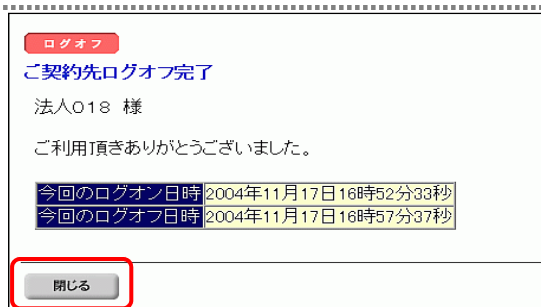 ログオフ
ご契約先ログオフ完了
法人018 様
ご利用頂きありがとうございました。
今回のログオン日時 2004年11月17日16時52分33秒
今回のログオフ日時 2004年11月17日16時57分37秒
閉じる